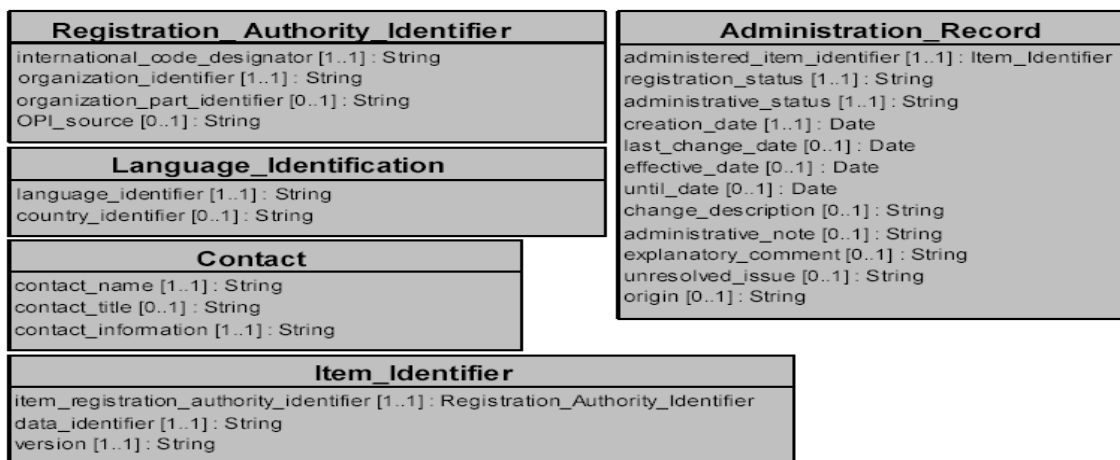 Registration_ Authority_Identifier
international_code_designator [1..1] : String
organization_identifier [1..1] : String
organization_part_identifier [0..1] : String
OPI_source [0..1] : String
Language_Identification
language_identifier [1..1] : String
country_identifier [0..1] : String
Contact
contact_name [1..1] : String
contact_title [0..1] : String
contact_information [1..1] : String
Item_Identifier
item_registration_authority_identifier [1..1] : Registration_Authority_Identifier
data_identifier [1..1] : String
version [1..1] : String
Administration_Record
administered_item_identifier [1..1] : Item_Identifier
registration_status [1..1] : String
administrative_status [1..1] : String
creation_date [1..1] : Date
last_change_date [0..1] : Date
effective_date [0..1] : Date
until_date [0..1] : Date
change_description [0..1] : String
administrative_note [0..1] : String
explanatory_comment [0..1] : String
unresolved_issue [0..1] : String
origin [0..1] : String